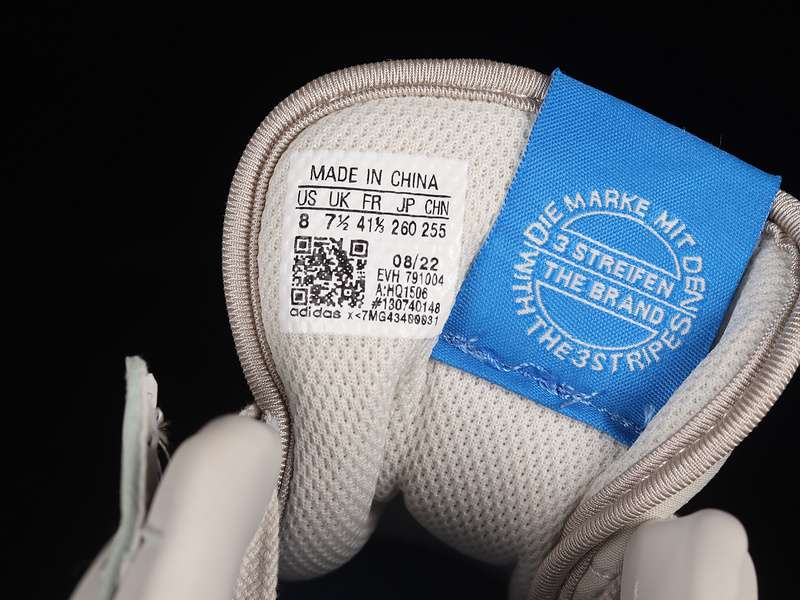 MADE IN CHINA
US UK FR JP CHN
8 7½ 41⅓ 260 255
08/22
EVH 791004
A:HQ1506
#130740148
adidas x<7MG43480831
DIE MARKE MIT DEN
3 STREIFEN
THE BRAND
WITH THE 3 STRIPES